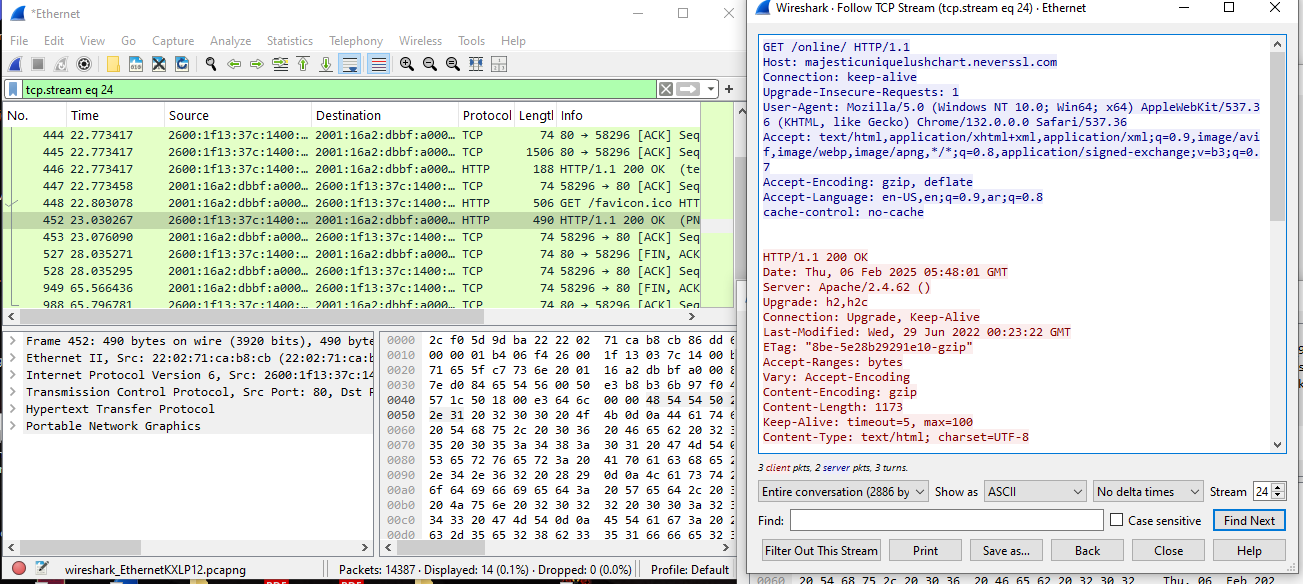 *Ethernet
File Edit View Go Capture Analyze Statistics Telephony Wireless Tools Help
tcp.stream eq 24
No. Time Source Destination Protocol Lengtl Info
444 22.773417 2600:1f13:37c:1400:… 2001:16a2:dbbf:a000… TCP 74 80 → 58296 [ACK] Seq
445 22.773417 2600:1f13:37c:1400:… 2001:16a2:dbbf:a000… TCP 1506 80 → 58296 [ACK] Seq
446 22.773417 2600:1f13:37c:1400:… 2001:16a2:dbbf:a000… HTTP 188 HTTP/1.1 200 OK (te
447 22.773458 2001:16a2:dbbf:a000… 2600:1f13:37c:1400:… TCP 74 58296 → 80 [ACK] Seq
448 22.803078 2001:16a2:dbbf:a000… 2600:1f13:37c:1400:… HTTP 506 GET /favicon.ico HTT
452 23.030267 2600:1f13:37c:1400:… 2001:16a2:dbbf:a000… HTTP 490 HTTP/1.1 200 OK (PN
453 23.076090 2001:16a2:dbbf:a000… 2600:1f13:37c:1400:… TCP 74 58296 → 80 [ACK] Seq
527 28.035271 2600:1f13:37c:1400:… 2001:16a2:dbbf:a000… TCP 74 80 → 58296 [FIN, ACK
528 28.035295 2001:16a2:dbbf:a000… 2600:1f13:37c:1400:… TCP 74 58296 → 80 [ACK] Seq
949 65.566436 2001:16a2:dbbf:a000… 2600:1f13:37c:1400:… TCP 74 58296 → 80 [FIN, ACK
988 65.796781 2600:1f13:37c:1400:… 2001:16a2:dbbf:a000… TCP 74 80 → 58296 [ACK] Seq
Frame 452: 490 bytes on wire (3920 bits), 490 byte
Ethernet II, Src: 22:02:71:ca:b8:cb (22:02:71:ca:b
Internet Protocol Version 6, Src: 2600:1f13:37c:14
Transmission Control Protocol, Src Port: 80, Dst P
Hypertext Transfer Protocol
Portable Network Graphics
0000 2c f0 5d 9d ba 22 22 02 71 ca b8 cb 86 dd 6
0010 00 00 01 b4 06 f4 26 00 1f 13 03 7c 14 00 b
0020 71 65 5f c7 73 6e 20 01 16 a2 db bf a0 00 8
0030 7e d0 84 65 54 56 00 50 e3 b8 b3 6b 97 f0 4
0040 57 1c 50 18 00 e3 64 6c 00 00 48 54 54 50 2
0050 2e 31 20 32 30 30 20 4f 4b 0d 0a 44 61 74 6
0060 20 54 68 75 2c 20 30 36 20 46 65 62 20 32 3
0070 35 20 30 35 3a 34 38 3a 30 31 20 47 4d 54 0
0080 53 65 72 76 65 72 3a 20 41 70 61 63 68 65 2
0090 2e 34 2e 36 32 20 28 29 0d 0a 4c 61 73 74 2
00a0 6f 64 69 66 69 65 64 3a 20 57 65 64 2c 20 3
00b0 20 4a 75 6e 20 32 30 32 32 20 30 30 3a 32 3
00c0 34 33 20 47 4d 54 0d 0a 45 54 61 67 3a 20 2
00d0 63 2d 35 65 32 38 62 33 35 31 66 66 65 32
wireshark_EthernetKXLP12.pcapng
Packets: 14387 · Displayed: 14 (0.1%) · Dropped: 0 (0.0%)
Profile: Default
Wireshark · Follow TCP Stream (tcp.stream eq 24) · Ethernet
GET /online/ HTTP/1.1
Host: majesticuniquelushchart.neverssl.com
Connection: keep-alive
Upgrade-Insecure-Requests: 1
User-Agent: Mozilla/5.0 (Windows NT 10.0; Win64; x64) AppleWebKit/537.3
6 (KHTML, like Gecko) Chrome/132.0.0.0 Safari/537.36
Accept: text/html,application/xhtml+xml,application/xml;q=0.9,image/avi
f,image/webp,image/apng,*/*;q=0.8,application/signed-exchange;v=b3;q=0.
7
Accept-Encoding: gzip, deflate
Accept-Language: en-US,en;q=0.9,ar;q=0.8
cache-control: no-cache
HTTP/1.1 200 OK
Date: Thu, 06 Feb 2025 05:48:01 GMT
Server: Apache/2.4.62 ()
Upgrade: h2,h2c
Connection: Upgrade, Keep-Alive
Last-Modified: Wed, 29 Jun 2022 00:23:22 GMT
ETag: "8be-5e28b29291e10-gzip"
Accept-Ranges: bytes
Vary: Accept-Encoding
Content-Encoding: gzip
Content-Length: 1173
Keep-Alive: timeout=5, max=100
Content-Type: text/html; charset=UTF-8
3 client pkts, 2 server pkts, 3 turns.
Entire conversation (2886 by Show as ASCII No delta times Stream 24
Find: Case sensitive Find Next
Filter Out This Stream Print Save as... Back Close Help
0060 20 54 68 75 2c 20 30 36 20 46 65 62 20 32 30 32 Thu, 06 Feb 202